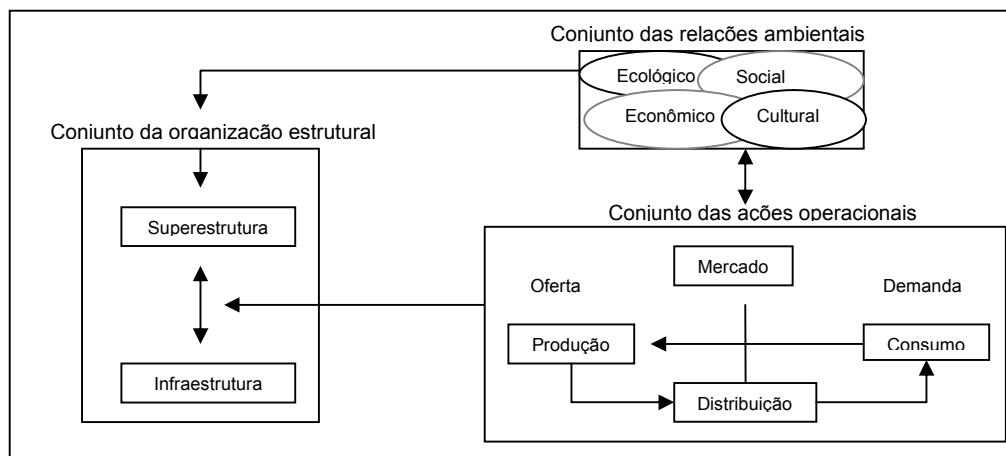 Conjunto das relações ambientais
Ecológico
Social
Econômico
Cultural
Conjunto da organização estrutural
Superestrutura
Infraestrutura
Conjunto das ações operacionais
Mercado
Oferta
Demanda
Produção
Consumo
Distribuição